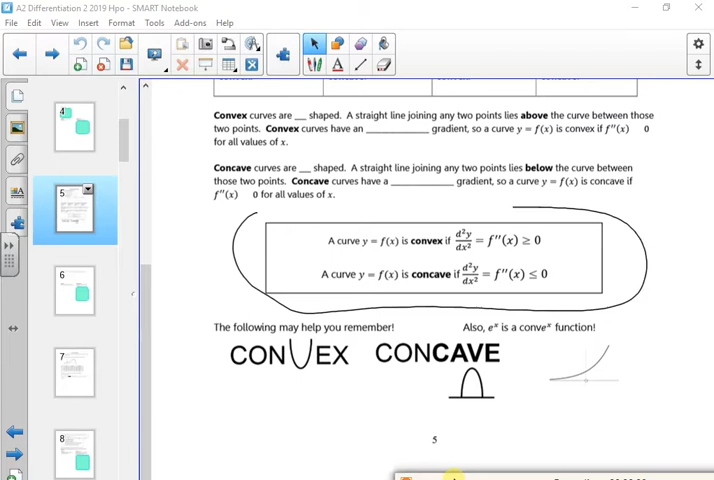 A2 Differentiation 2 2019 Hpo - SMART Notebook
File Edit View Insert Format Tools Add-ons Help
Convex curves are __ shaped. A straight line joining any two points lies above the curve between those
two points. Convex curves have an __________ gradient, so a curve y = f(x) is convex if f''(x) 0
for all values of x.
Concave curves are __ shaped. A straight line joining any two points lies below the curve between
those two points. Concave curves have a __________ gradient, so a curve y = f(x) is concave if
f''(x) 0 for all values of x.
A curve y = f(x) is convex if d²y/dx² = f''(x) ≥ 0
A curve y = f(x) is concave if d²y/dx² = f''(x) ≤ 0
The following may help you remember! Also, eˣ is a conveˣ function!
CONVEX CONCAVE
5
4
5
6
7
8